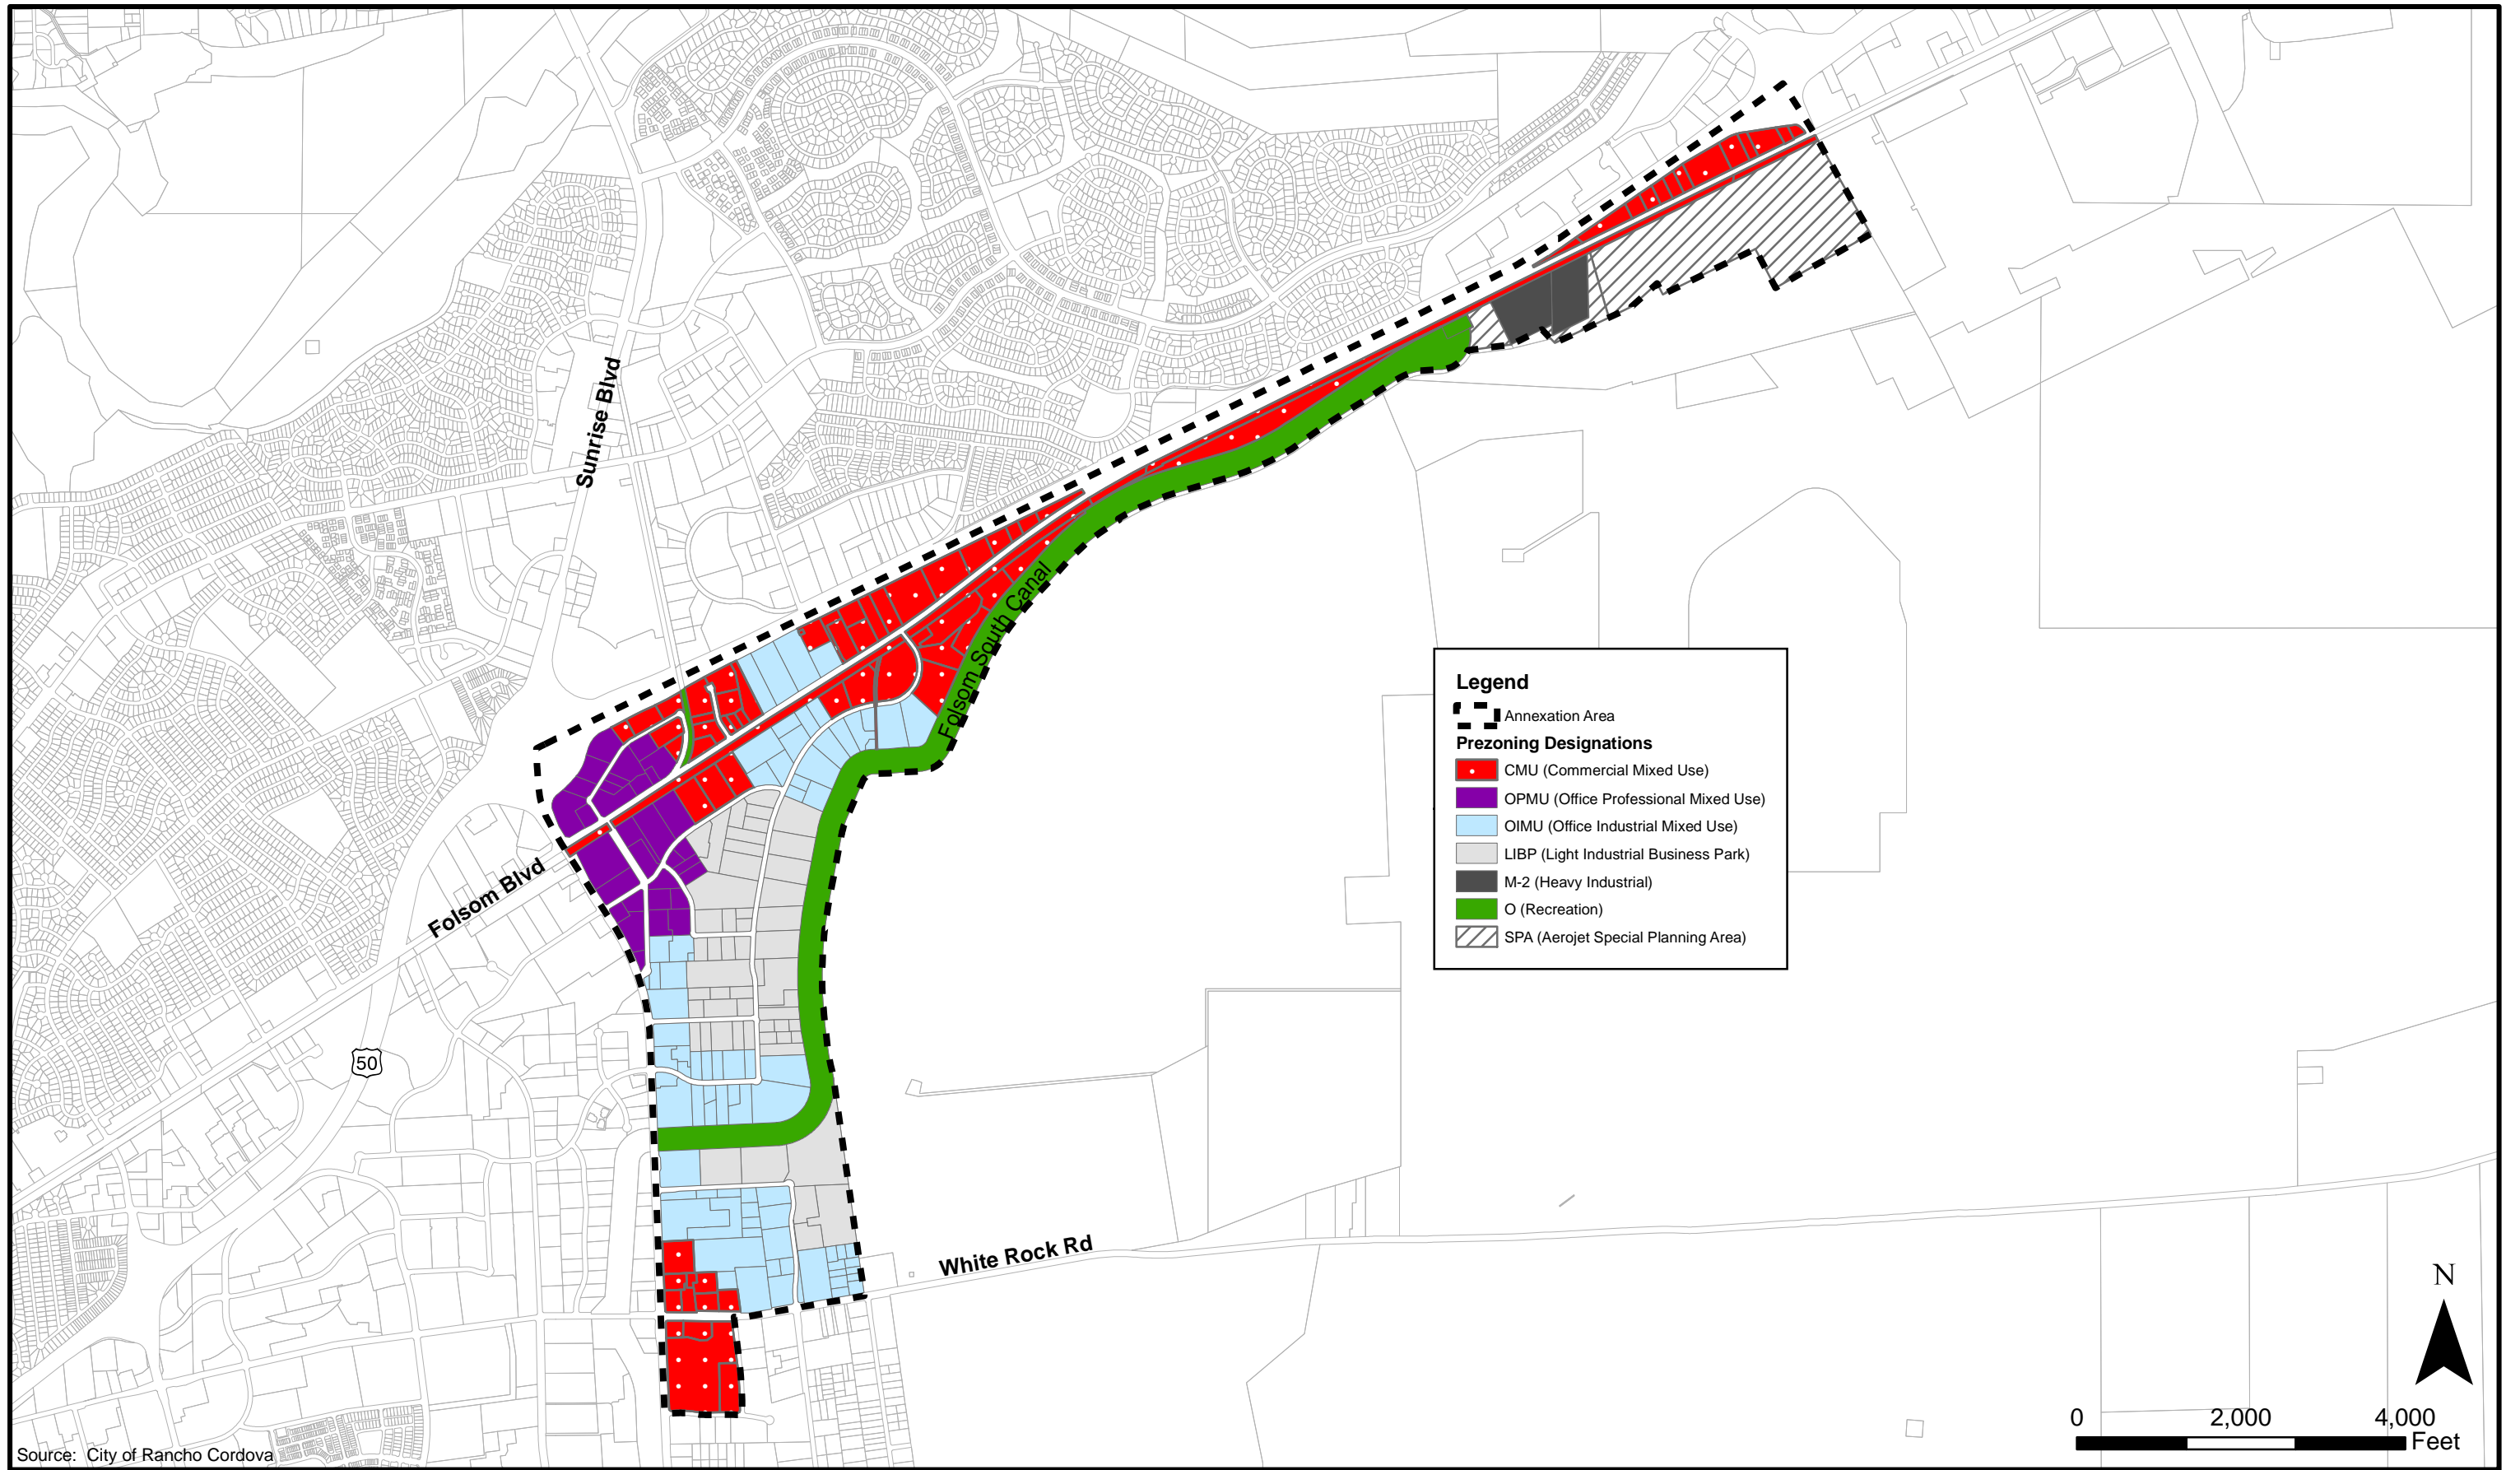 Sunrise Blvd
Folsom South Canal
Folsom Blvd
50
White Rock Rd
Legend
Annexation Area
Prezoning Designations
CMU (Commercial Mixed Use)
OPMU (Office Professional Mixed Use)
OIMU (Office Industrial Mixed Use)
LIBP (Light Industrial Business Park)
M-2 (Heavy Industrial)
O (Recreation)
SPA (Aerojet Special Planning Area)
N
0 2,000 4,000
Feet
Source: City of Rancho Cordova